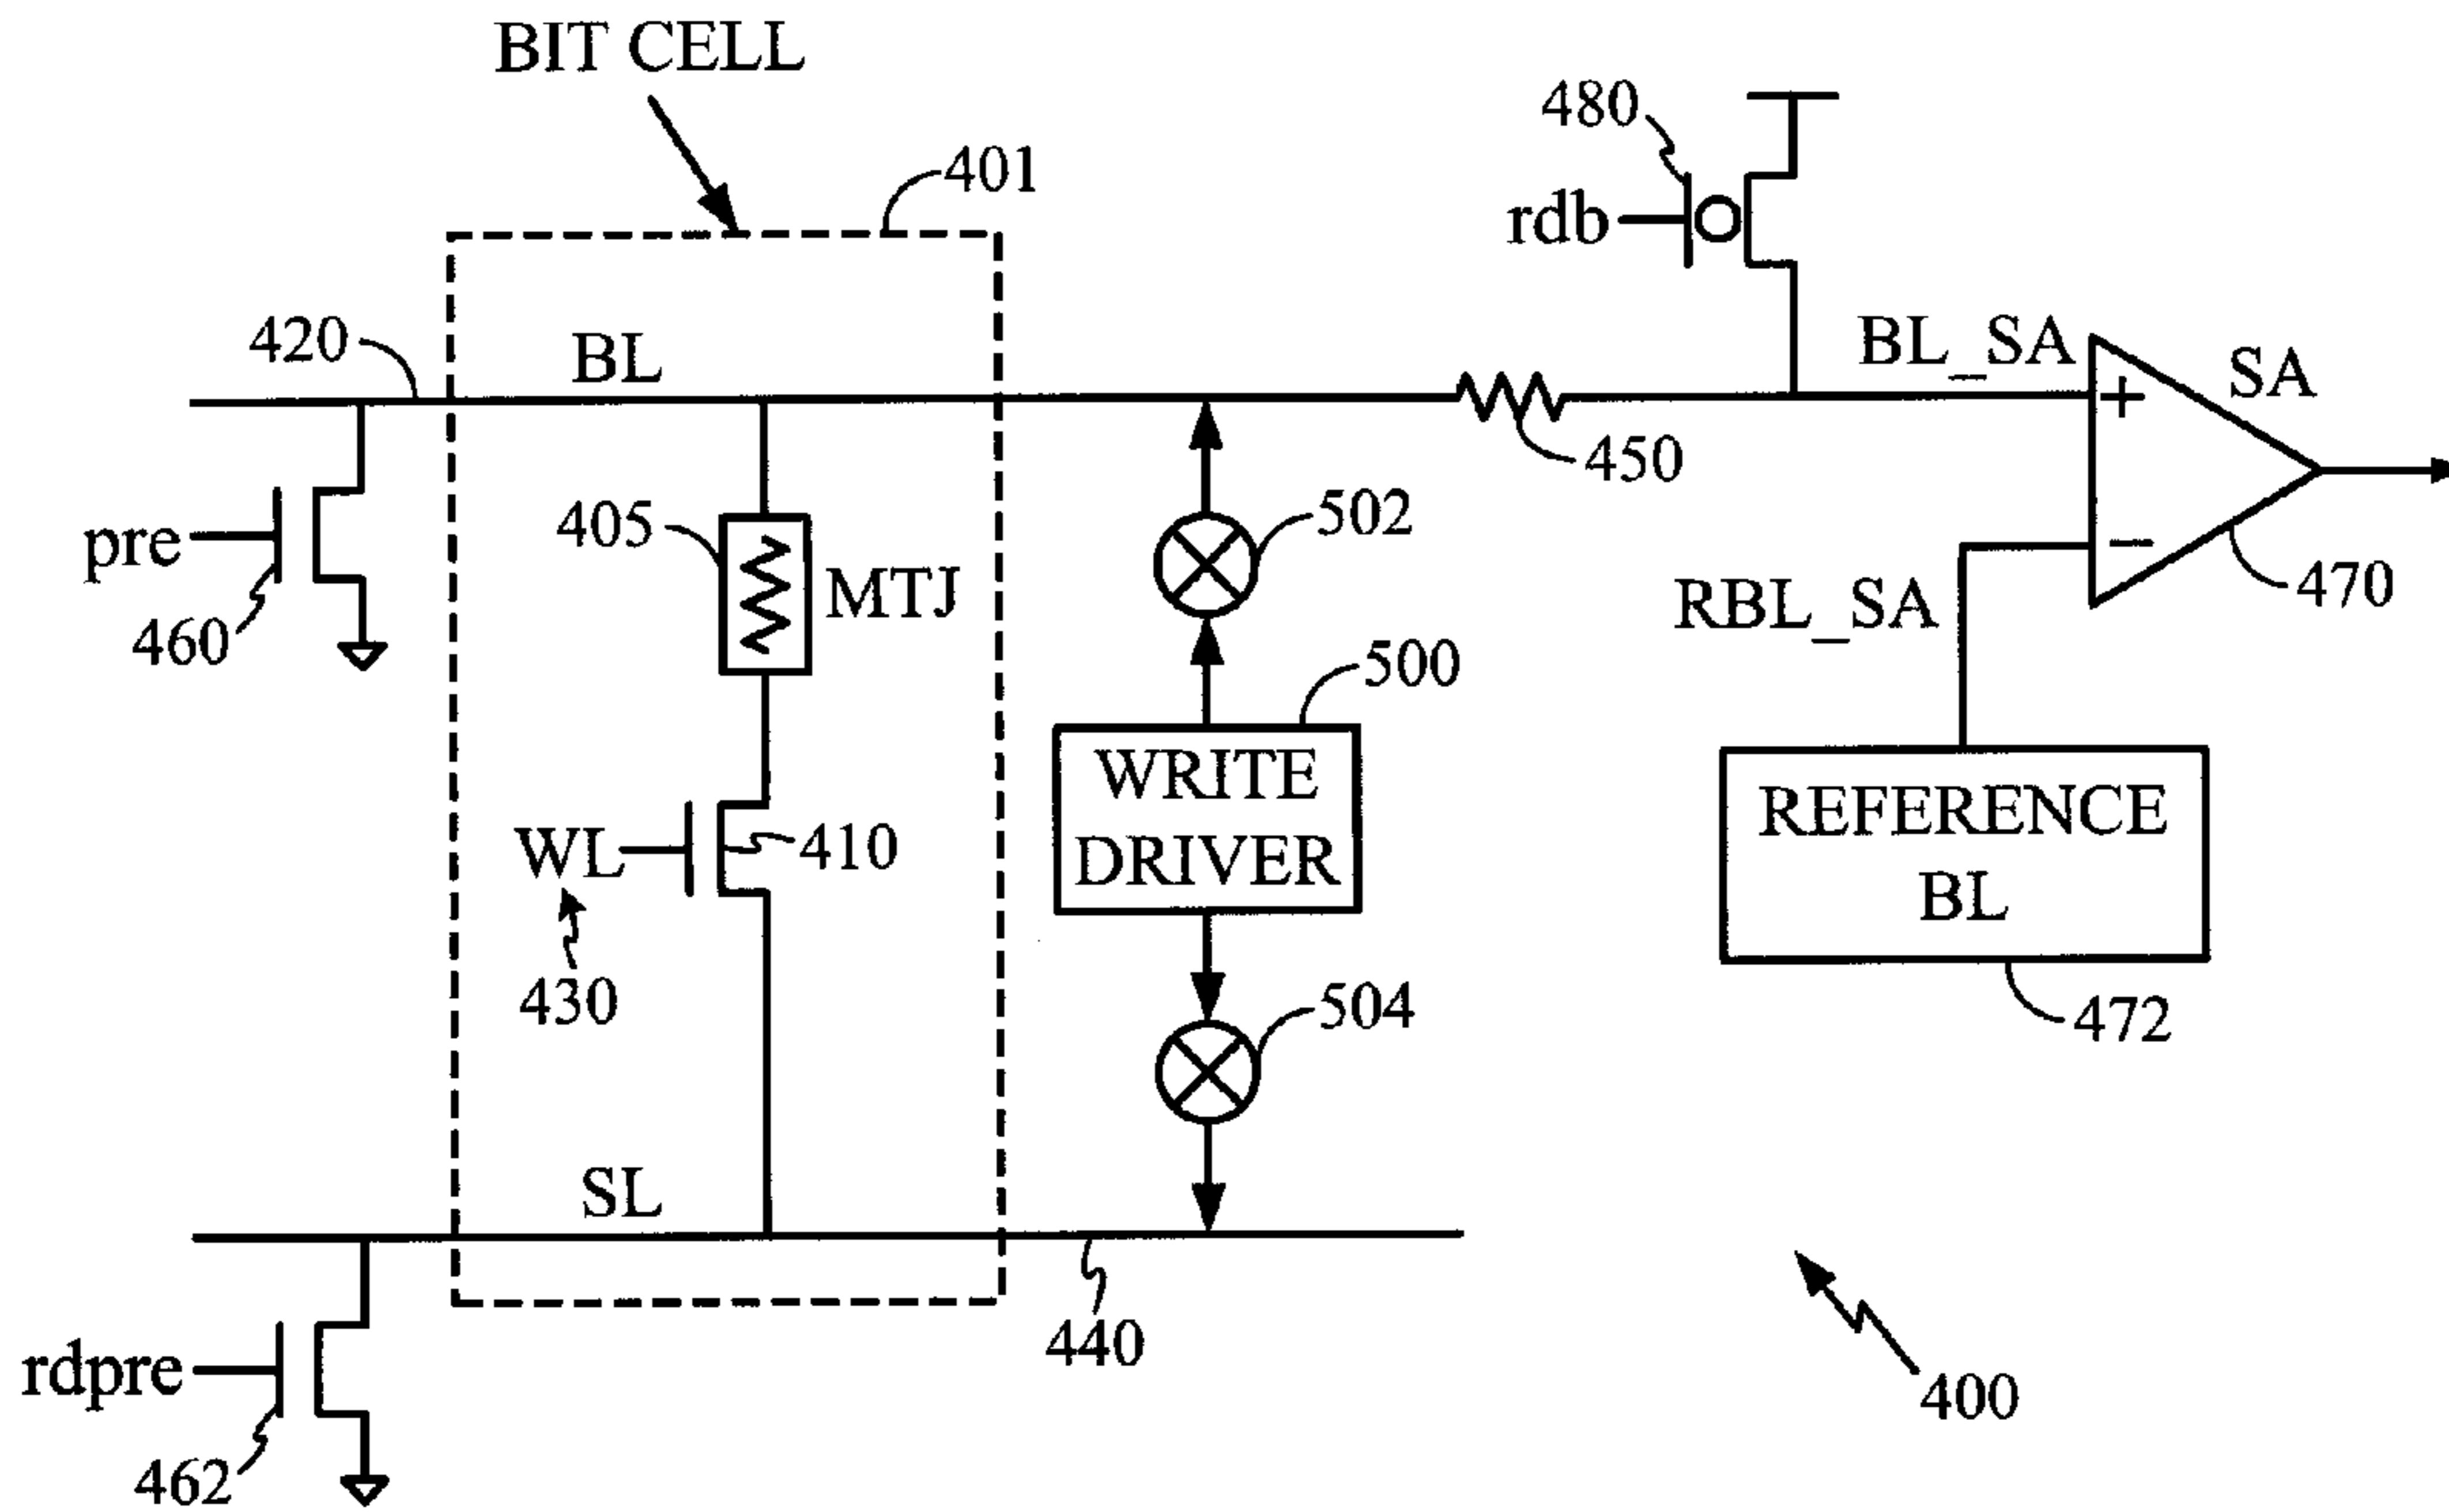 BIT CELL
401
480
rdb
420
BL
BL_SA
SA
+
450
405
MTJ
502
pre
460
−
470
RBL_SA
500
WRITE
DRIVER
REFERENCE
BL
472
WL
410
430
504
SL
440
rdpre
462
400